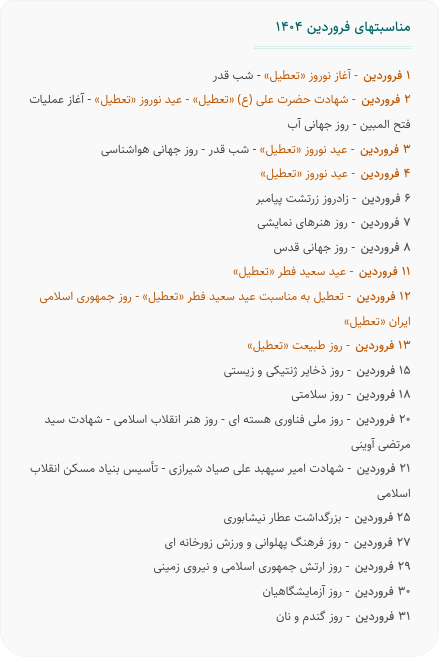 مناسبتهای فروردین ۱۴۰۴
۱ فروردین - آغاز نوروز «تعطیل» - شب قدر
۲ فروردین - شهادت حضرت علی (ع) «تعطیل» - عید نوروز «تعطیل» - آغاز عملیات
فتح المبین - روز جهانی آب
۳ فروردین - عید نوروز «تعطیل» - شب قدر - روز جهانی هواشناسی
۴ فروردین - عید نوروز «تعطیل»
۶ فروردین - زادروز زرتشت پیامبر
۷ فروردین - روز هنرهای نمایشی
۸ فروردین - روز جهانی قدس
۱۱ فروردین - عید سعید فطر «تعطیل»
۱۲ فروردین - تعطیل به مناسبت عید سعید فطر «تعطیل» - روز جمهوری اسلامی
ایران «تعطیل»
۱۳ فروردین - روز طبیعت «تعطیل»
۱۵ فروردین - روز ذخایر ژنتیکی و زیستی
۱۸ فروردین - روز سلامتی
۲۰ فروردین - روز ملی فناوری هسته ای - روز هنر انقلاب اسلامی - شهادت سید
مرتضی آوینی
۲۱ فروردین - شهادت امیر سپهبد علی صیاد شیرازی - تأسیس بنیاد مسکن انقلاب
اسلامی
۲۵ فروردین - بزرگداشت عطار نیشابوری
۲۷ فروردین - روز فرهنگ پهلوانی و ورزش زورخانه ای
۲۹ فروردین - روز ارتش جمهوری اسلامی و نیروی زمینی
۳۰ فروردین - روز آزمایشگاهیان
۳۱ فروردین - روز گندم و نان